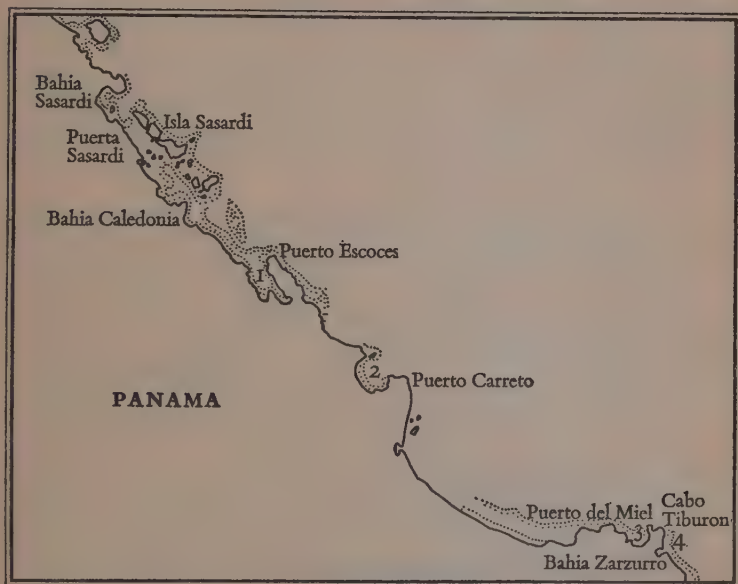 Bahia
Sasardi
Isla Sasardi
Puerta
Sasardi
Bahia Caledonia
Puerto Escoces
1
2
Puerto Carreto
PANAMA
Puerto del Miel
Cabo
Tiburon
3
4
Bahia Zarzurro